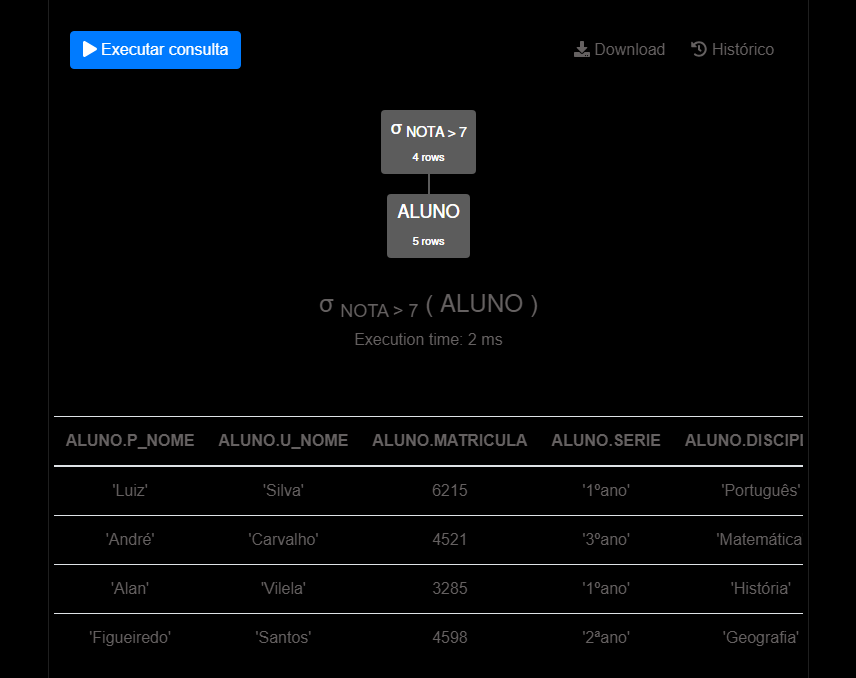 Executar consulta Download Histórico
σ NOTA > 7
4 rows
ALUNO
5 rows
σ NOTA > 7 ( ALUNO )
Execution time: 2 ms
ALUNO.P_NOME ALUNO.U_NOME ALUNO.MATRICULA ALUNO.SERIE ALUNO.DISCIPI
'Luiz' 'Silva' 6215 '1ºano' 'Português'
'André' 'Carvalho' 4521 '3ºano' 'Matemática
'Alan' 'Vilela' 3285 '1ºano' 'História'
'Figueiredo' 'Santos' 4598 '2ªano' 'Geografia'